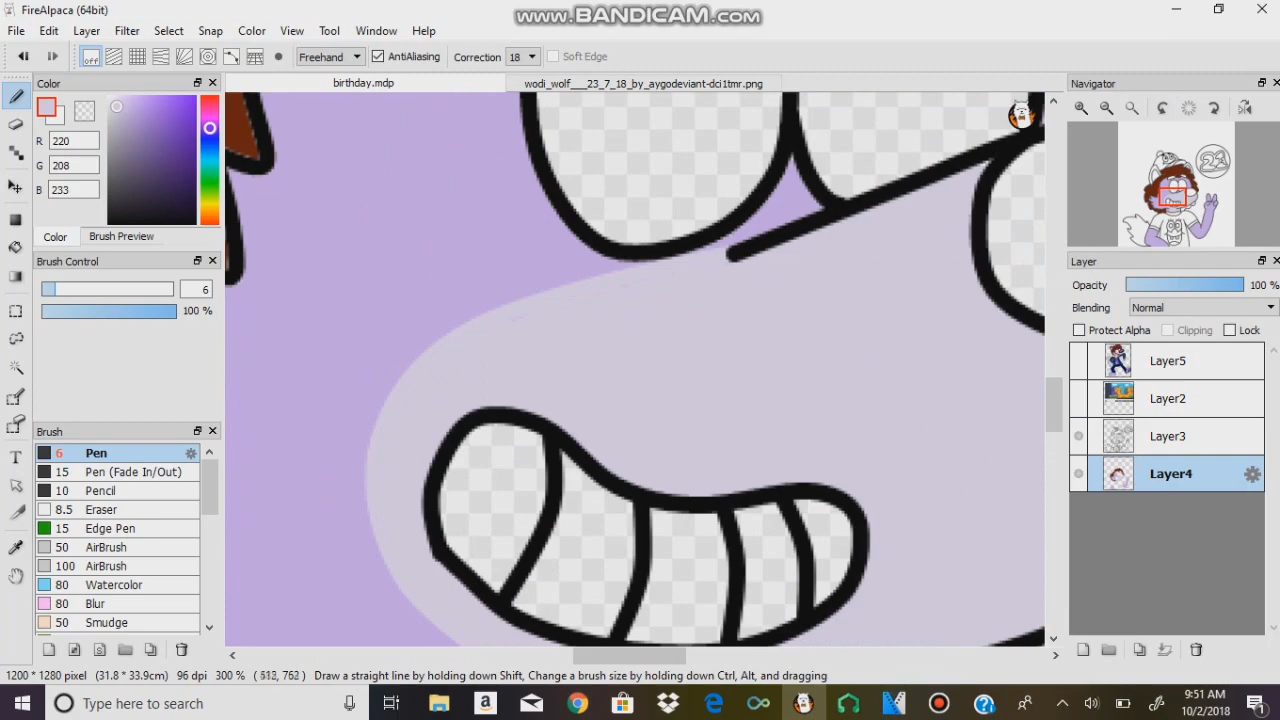 FireAlpaca (64bit)
www.BANDICAM.com
File Edit Layer Filter Select Snap Color View Tool Window Help
off Freehand AntiAliasing Correction 18 Soft Edge
Color
birthday.mdp
wodi_wolf___23_7_18_by_aygodeviant-dci1tmr.png
Navigator
R 220
G 208
B 233
23
Color Brush Preview
Brush Control
6
100 %
Layer
Opacity 100 %
Blending Normal
Protect Alpha Clipping Lock
Layer5
Layer2
Layer3
Layer4
Brush
6 Pen
15 Pen (Fade In/Out)
10 Pencil
8.5 Eraser
15 Edge Pen
50 AirBrush
100 AirBrush
80 Watercolor
80 Blur
50 Smudge
1200 * 1280 pixel (31.8 * 33.9cm) 96 dpi 300 % ( 513, 762 ) Draw a straight line by holding down Shift, Change a brush size by holding down Ctrl, Alt, and dragging
Type here to search
9:51 AM
10/2/2018